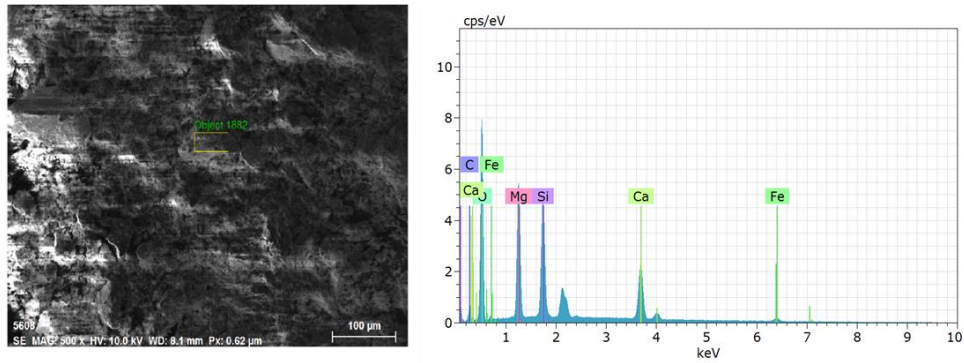 Object 1882
5608
SE MAG: 500 x HV: 10.0 kV WD: 8.1 mm Px: 0.62 µm
100 µm
cps/eV
10
8
6
4
2
0
C Fe
Ca O Mg Si Ca Fe
1 2 3 4 5 6 7 8 9 10
keV